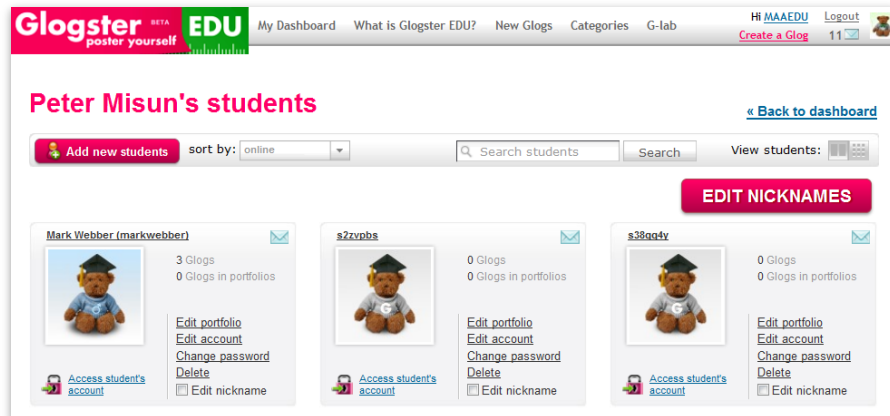 Glogster BETA EDU
poster yourself
My Dashboard What is Glogster EDU? New Glogs Categories G-lab
Hi MAAEDU Logout
Create a Glog 11
Peter Misun's students
« Back to dashboard
Add new students sort by: online Search students Search View students:
EDIT NICKNAMES
Mark Webber (markwebber)
3 Glogs
0 Glogs in portfolios
Edit portfolio
Edit account
Change password
Delete
Edit nickname
Access student's
account
s2zvpbs
0 Glogs
0 Glogs in portfolios
G
Edit portfolio
Edit account
Change password
Delete
Edit nickname
Access student's
account
s38qq4y
0 Glogs
0 Glogs in portfolios
G
Edit portfolio
Edit account
Change password
Delete
Edit nickname
Access student's
account